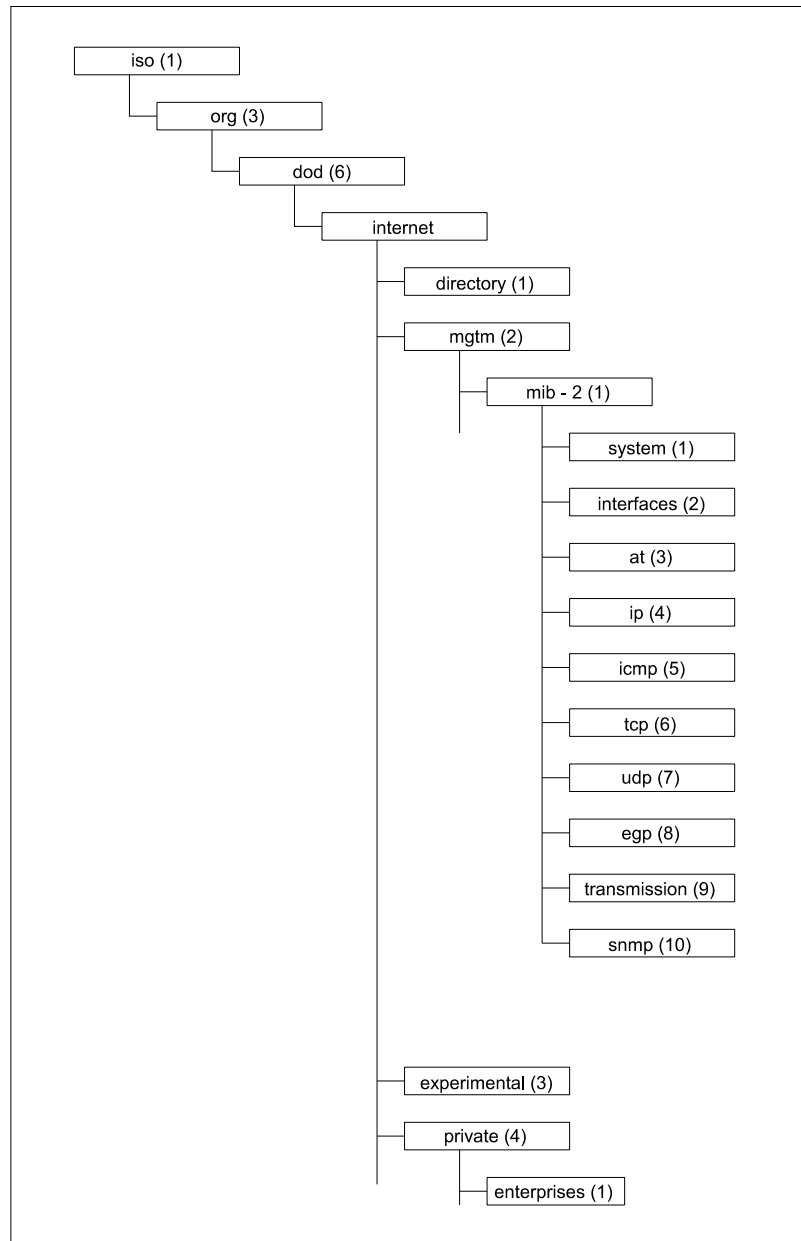 iso (1)
org (3)
dod (6)
internet
directory (1)
mgtm (2)
mib - 2 (1)
system (1)
interfaces (2)
at (3)
ip (4)
icmp (5)
tcp (6)
udp (7)
egp (8)
transmission (9)
snmp (10)
experimental (3)
private (4)
enterprises (1)